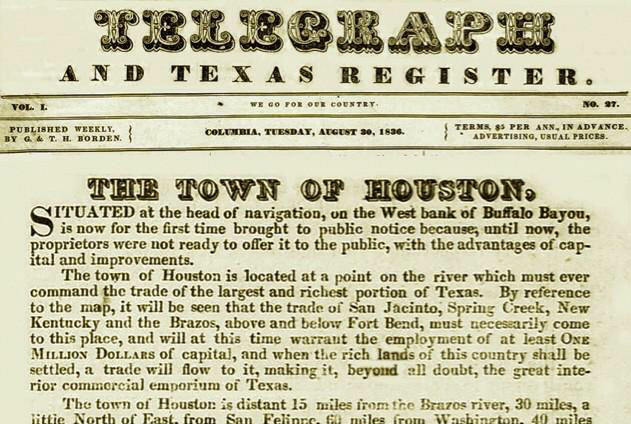 TELEGRAPH
AND TEXAS REGISTER.
VOL. I. WE GO FOR OUR COUNTRY. NO. 27.
PUBLISHED WEEKLY,
BY G. & T. H. BORDEN.
COLUMBIA, TUESDAY, AUGUST 30, 1836.
TERMS, $5 PER ANN., IN ADVANCE.
ADVERTISING, USUAL PRICES.
THE TOWN OF HOUSTON,
SITUATED at the head of navigation, on the West bank of Buffalo Bayou,
is now for the first time brought to public notice because, until now, the
proprietors were not ready to offer it to the public, with the advantages of cap-
ital and improvements.
The town of Houston is located at a point on the river which must ever
command the trade of the largest and richest portion of Texas. By reference
to the map, it will be seen that the trade of San Jacinto, Spring Creek, New
Kentucky and the Brazos, above and below Fort Bend, must necessarily come
to this place, and will at this time warrant the employment of at least ONE
MILLION DOLLARS of capital, and when the rich lands of this country shall be
settled, a trade will flow to it, making it, beyond all doubt, the great inte-
rior commercial emporium of Texas.
The town of Houston is distant 15 miles from the Brazos river, 30 miles, a
little North of East, from San Felippe, 60 miles from Washington, 40 miles